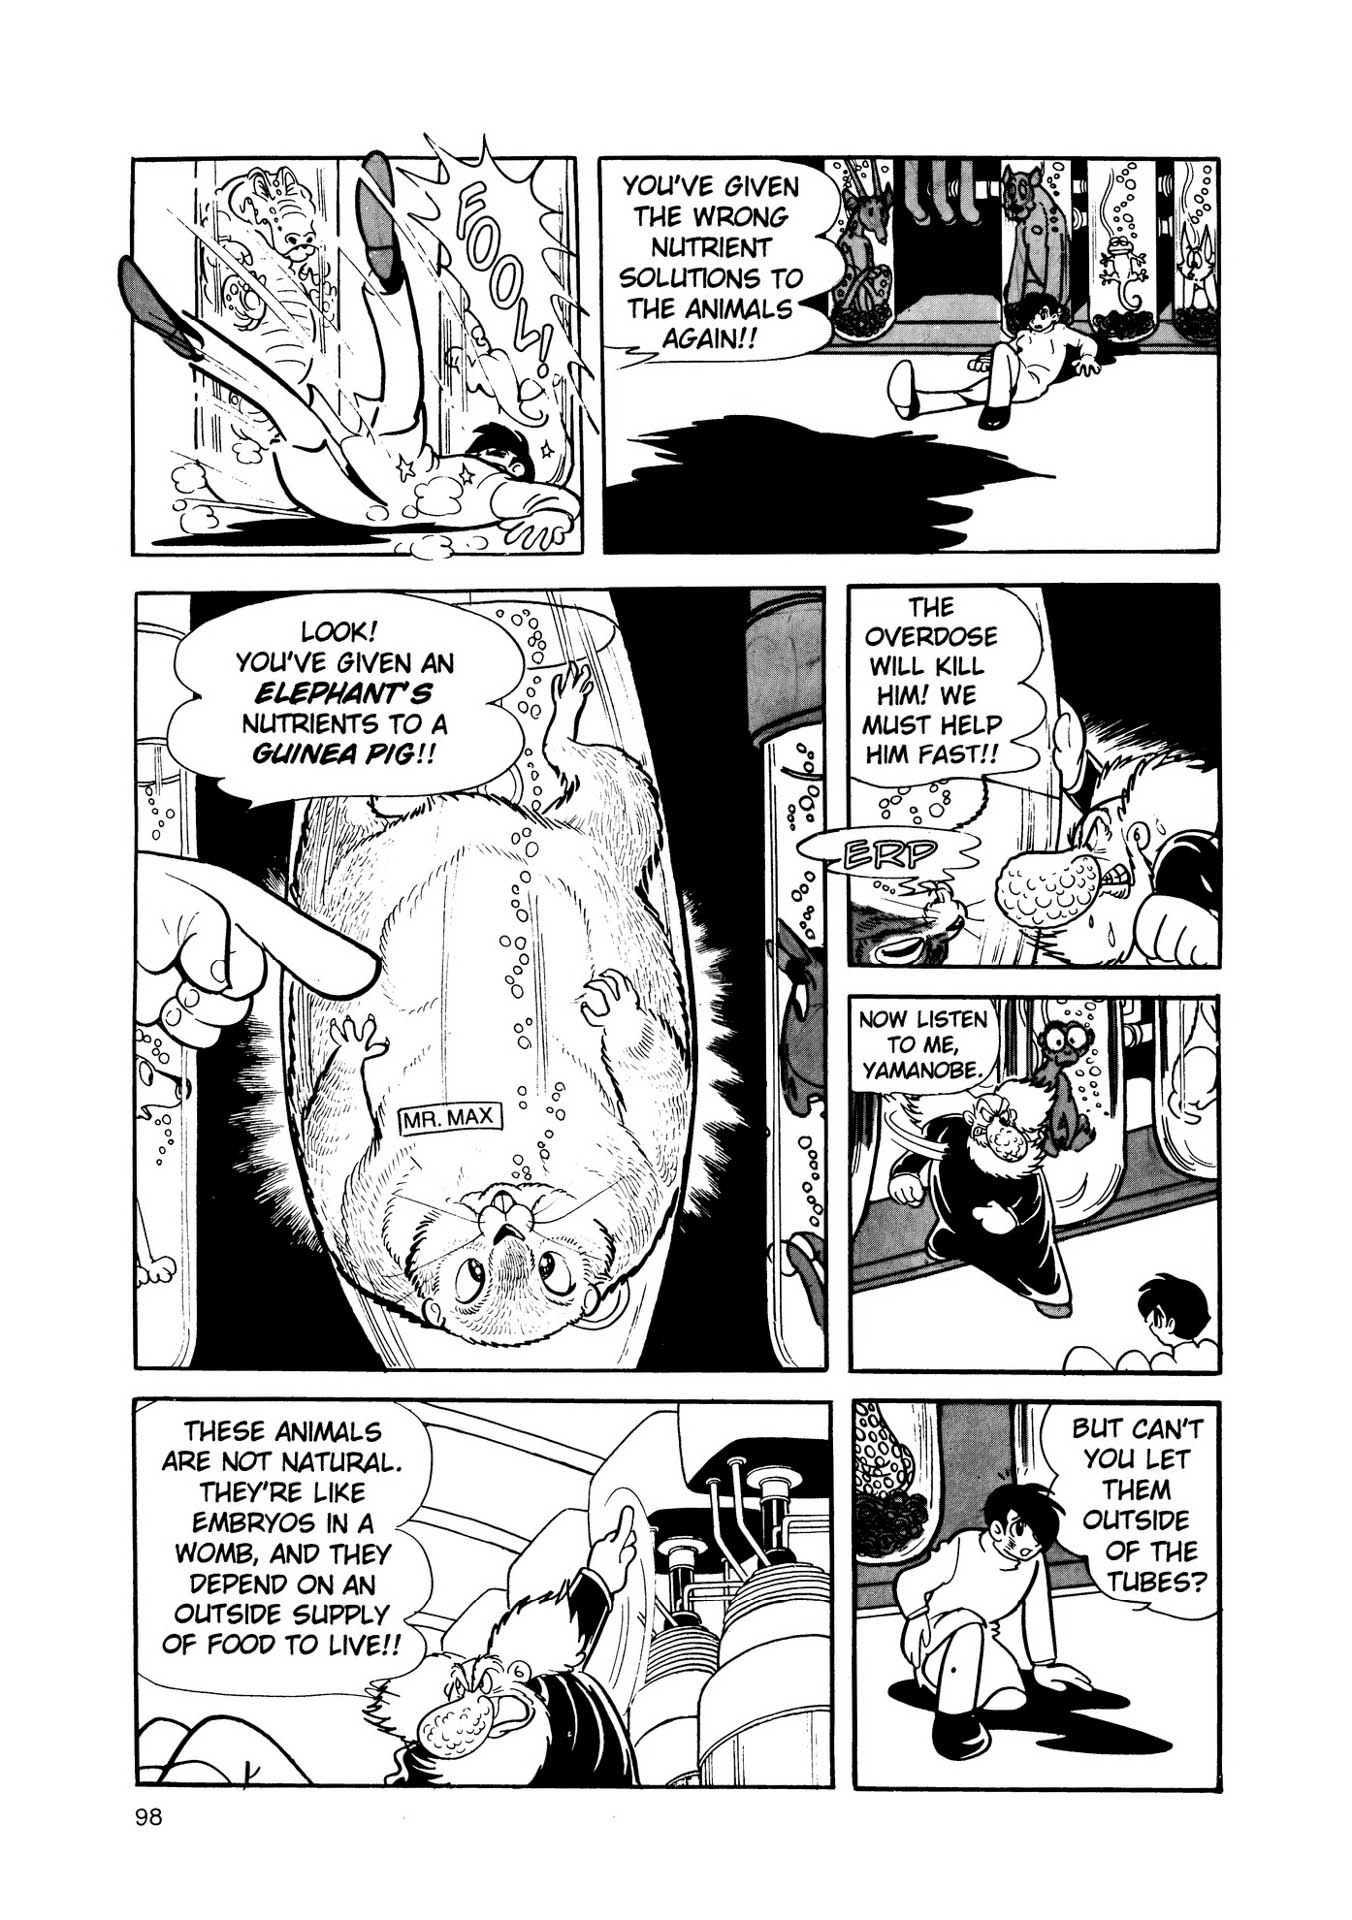 FOOL!
YOU'VE GIVEN
THE WRONG
NUTRIENT
SOLUTIONS TO
THE ANIMALS
AGAIN!!
LOOK!
YOU'VE GIVEN AN
ELEPHANT'S
NUTRIENTS TO A
GUINEA PIG!!
MR. MAX
THE
OVERDOSE
WILL KILL
HIM! WE
MUST HELP
HIM FAST!!
ERP
NOW LISTEN
TO ME,
YAMANOBE.
THESE ANIMALS
ARE NOT NATURAL.
THEY'RE LIKE
EMBRYOS IN A
WOMB, AND THEY
DEPEND ON AN
OUTSIDE SUPPLY
OF FOOD TO LIVE!!
BUT CAN'T
YOU LET
THEM
OUTSIDE
OF THE
TUBES?
98